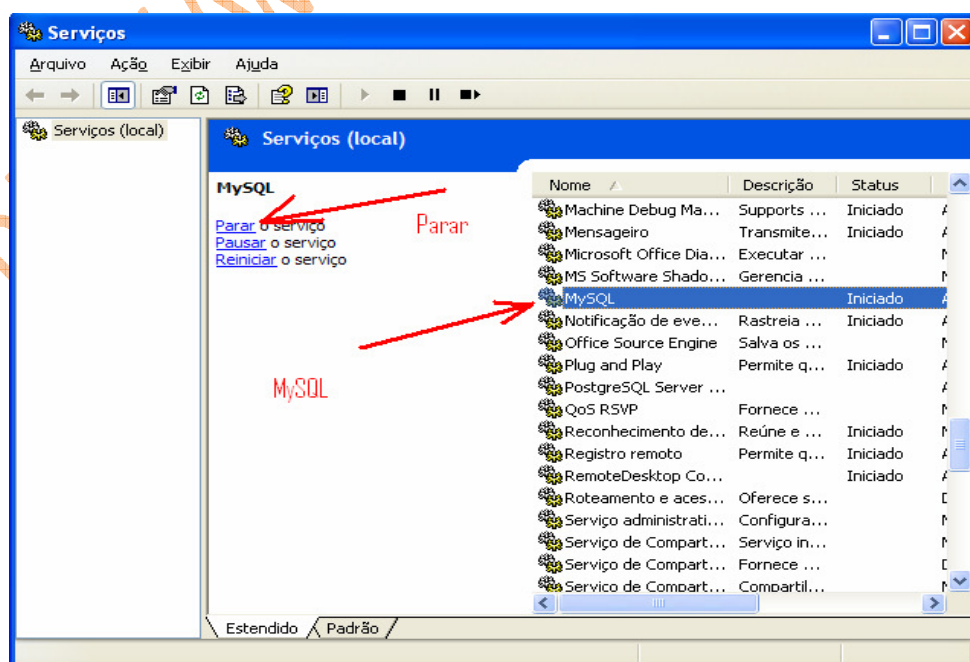 Serviços
Arquivo Ação Exibir Ajuda
Serviços (local)
Serviços (local)
MySQL
Parar o serviço
Pausar o serviço
Reiniciar o serviço
Parar
MySQL
Nome Descrição Status
Machine Debug Ma... Supports ... Iniciado
Mensageiro Transmite... Iniciado
Microsoft Office Dia... Executar ...
MS Software Shado... Gerencia ...
MySQL Iniciado
Notificação de eve... Rastreia ... Iniciado
Office Source Engine Salva os ...
Plug and Play Permite q... Iniciado
PostgreSQL Server ...
QoS RSVP Fornece ...
Reconhecimento de... Reúne e ... Iniciado
Registro remoto Permite q... Iniciado
RemoteDesktop Co... Iniciado
Roteamento e aces... Oferece s...
Serviço administrati... Configura...
Serviço de Compart... Serviço in...
Serviço de Compart... Fornece ...
Serviço de Compart... Compartil...
Estendido Padrão